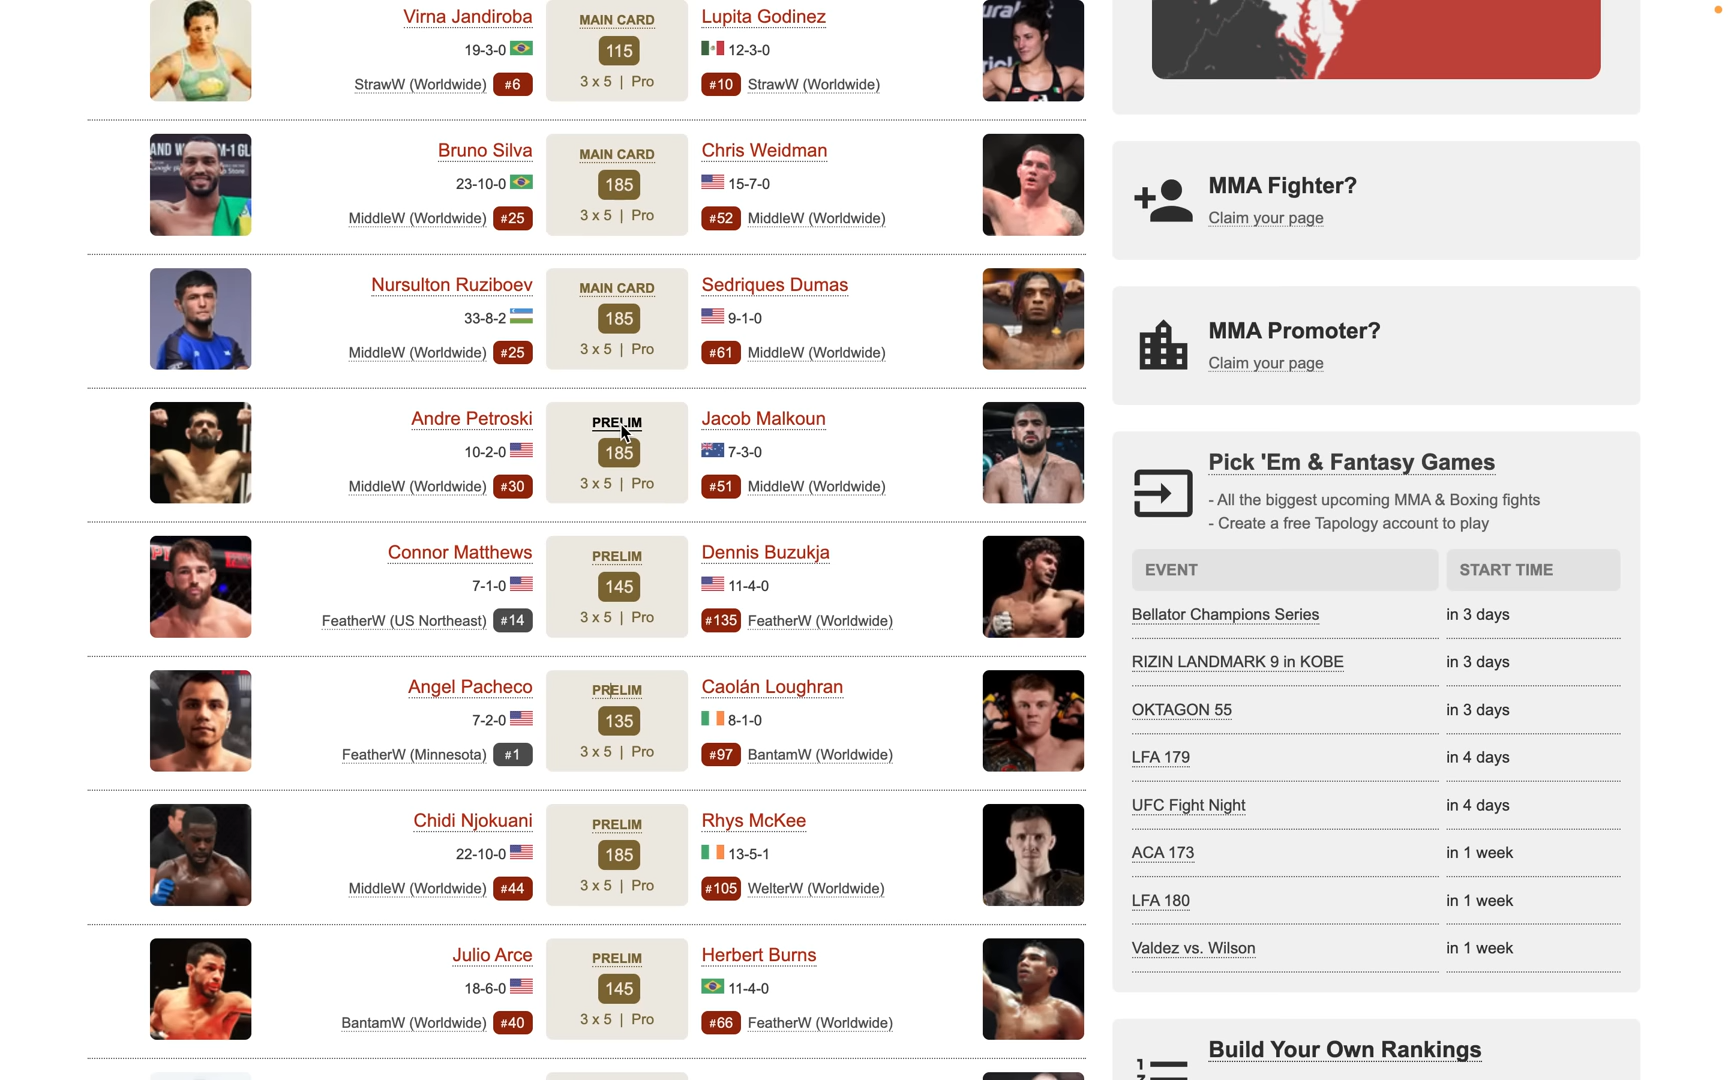 Virna Jandiroba
MAIN CARD
Lupita Godinez
19-3-0
115
12-3-0
StrawW (Worldwide) #6
3 x 5 | Pro
#10 StrawW (Worldwide)
Bruno Silva
MAIN CARD
Chris Weidman
23-10-0
185
15-7-0
MiddleW (Worldwide) #25
3 x 5 | Pro
#52 MiddleW (Worldwide)
Nursulton Ruziboev
MAIN CARD
Sedriques Dumas
33-8-2
185
9-1-0
MiddleW (Worldwide) #25
3 x 5 | Pro
#61 MiddleW (Worldwide)
Andre Petroski
PRELIM
Jacob Malkoun
10-2-0
185
7-3-0
MiddleW (Worldwide) #30
3 x 5 | Pro
#51 MiddleW (Worldwide)
Connor Matthews
PRELIM
Dennis Buzukja
7-1-0
145
11-4-0
FeatherW (US Northeast) #14
3 x 5 | Pro
#135 FeatherW (Worldwide)
Angel Pacheco
PRELIM
Caolán Loughran
7-2-0
135
8-1-0
FeatherW (Minnesota) #1
3 x 5 | Pro
#97 BantamW (Worldwide)
Chidi Njokuani
PRELIM
Rhys McKee
22-10-0
185
13-5-1
MiddleW (Worldwide) #44
3 x 5 | Pro
#105 WelterW (Worldwide)
Julio Arce
PRELIM
Herbert Burns
18-6-0
145
11-4-0
BantamW (Worldwide) #40
3 x 5 | Pro
#66 FeatherW (Worldwide)
MMA Fighter?
Claim your page
MMA Promoter?
Claim your page
Pick 'Em & Fantasy Games
- All the biggest upcoming MMA & Boxing fights
- Create a free Tapology account to play
EVENT START TIME
Bellator Champions Series in 3 days
RIZIN LANDMARK 9 in KOBE in 3 days
OKTAGON 55 in 3 days
LFA 179 in 4 days
UFC Fight Night in 4 days
ACA 173 in 1 week
LFA 180 in 1 week
Valdez vs. Wilson in 1 week
Build Your Own Rankings